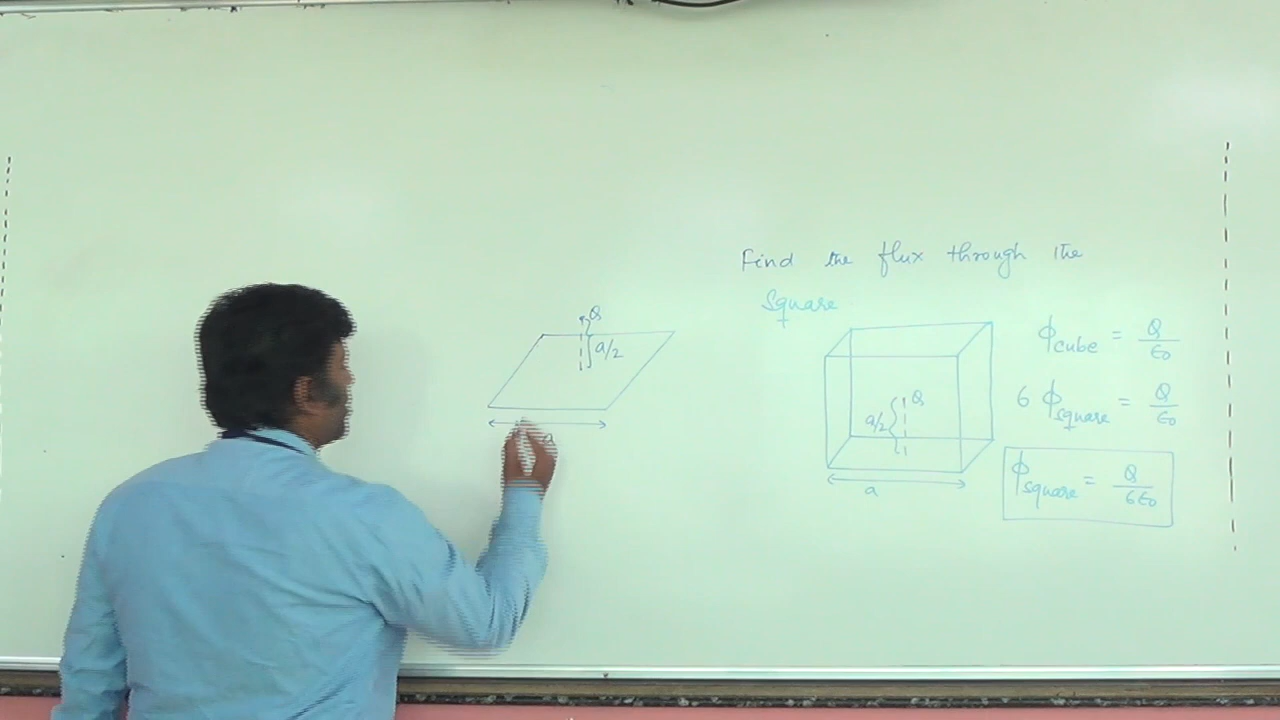 Find the flux through the
Square
Q
a/2
a
Q
a/2
a
ϕcube = Q/ε0
6 ϕsquare = Q/ε0
ϕsquare = Q/6ε0